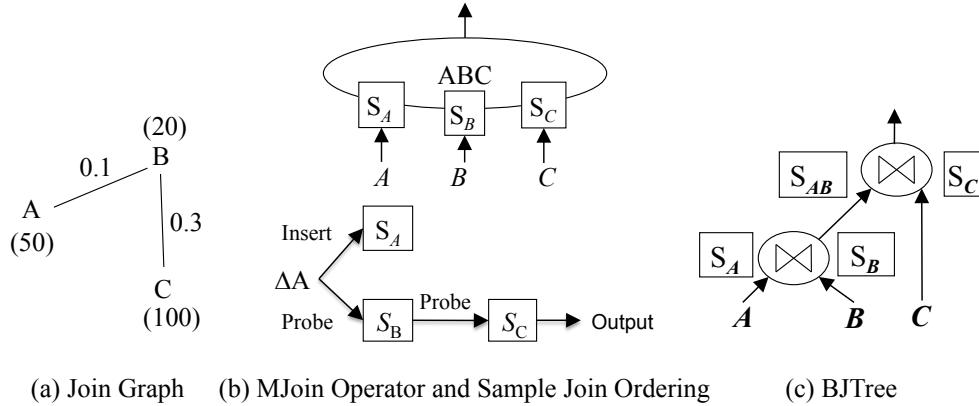 (20)
B
0.1
A
(50)
0.3
C
(100)
ABC
S_A
S_B
S_C
A
B
C
Insert
S_A
ΔA
Probe
S_B
Probe
S_C
Output
S_AB
S_C
S_A
S_B
A
B
C
(a) Join Graph
(b) MJoin Operator and Sample Join Ordering
(c) BJTree